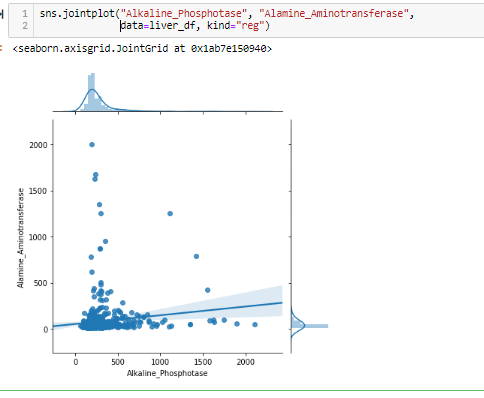 1 sns.jointplot("Alkaline_Phosphotase", "Alamine_Aminotransferase",
2 data=liver_df, kind="reg")
<seaborn.axisgrid.JointGrid at 0x1ab7e150940>
2000
1500
1000
500
0
Alamine_Aminotransferase
0 500 1000 1500 2000
Alkaline_Phosphotase